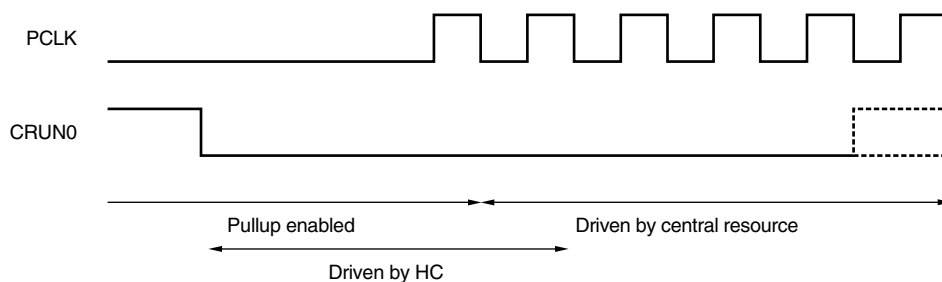 PCLK
CRUN0
Pullup enabled
Driven by central resource
Driven by HC